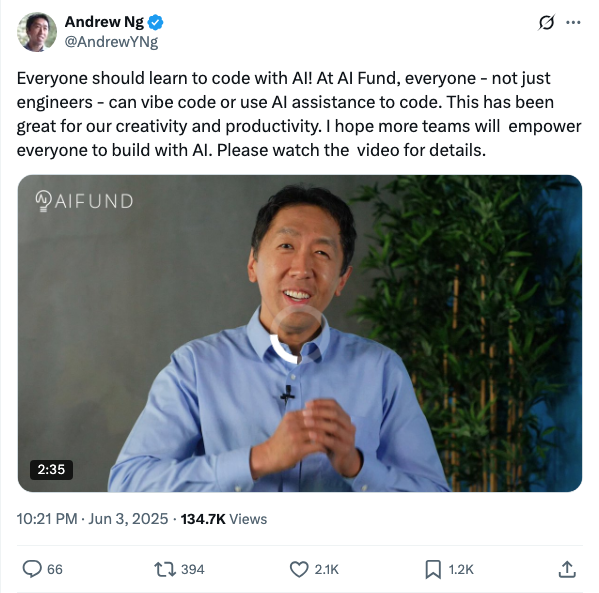 Andrew Ng
@AndrewYNg
Everyone should learn to code with AI! At AI Fund, everyone - not just
engineers - can vibe code or use AI assistance to code. This has been
great for our creativity and productivity. I hope more teams will  empower
everyone to build with AI. Please watch the  video for details.
AIFUND
2:35
10:21 PM · Jun 3, 2025 · 134.7K Views
66 394 2.1K 1.2K